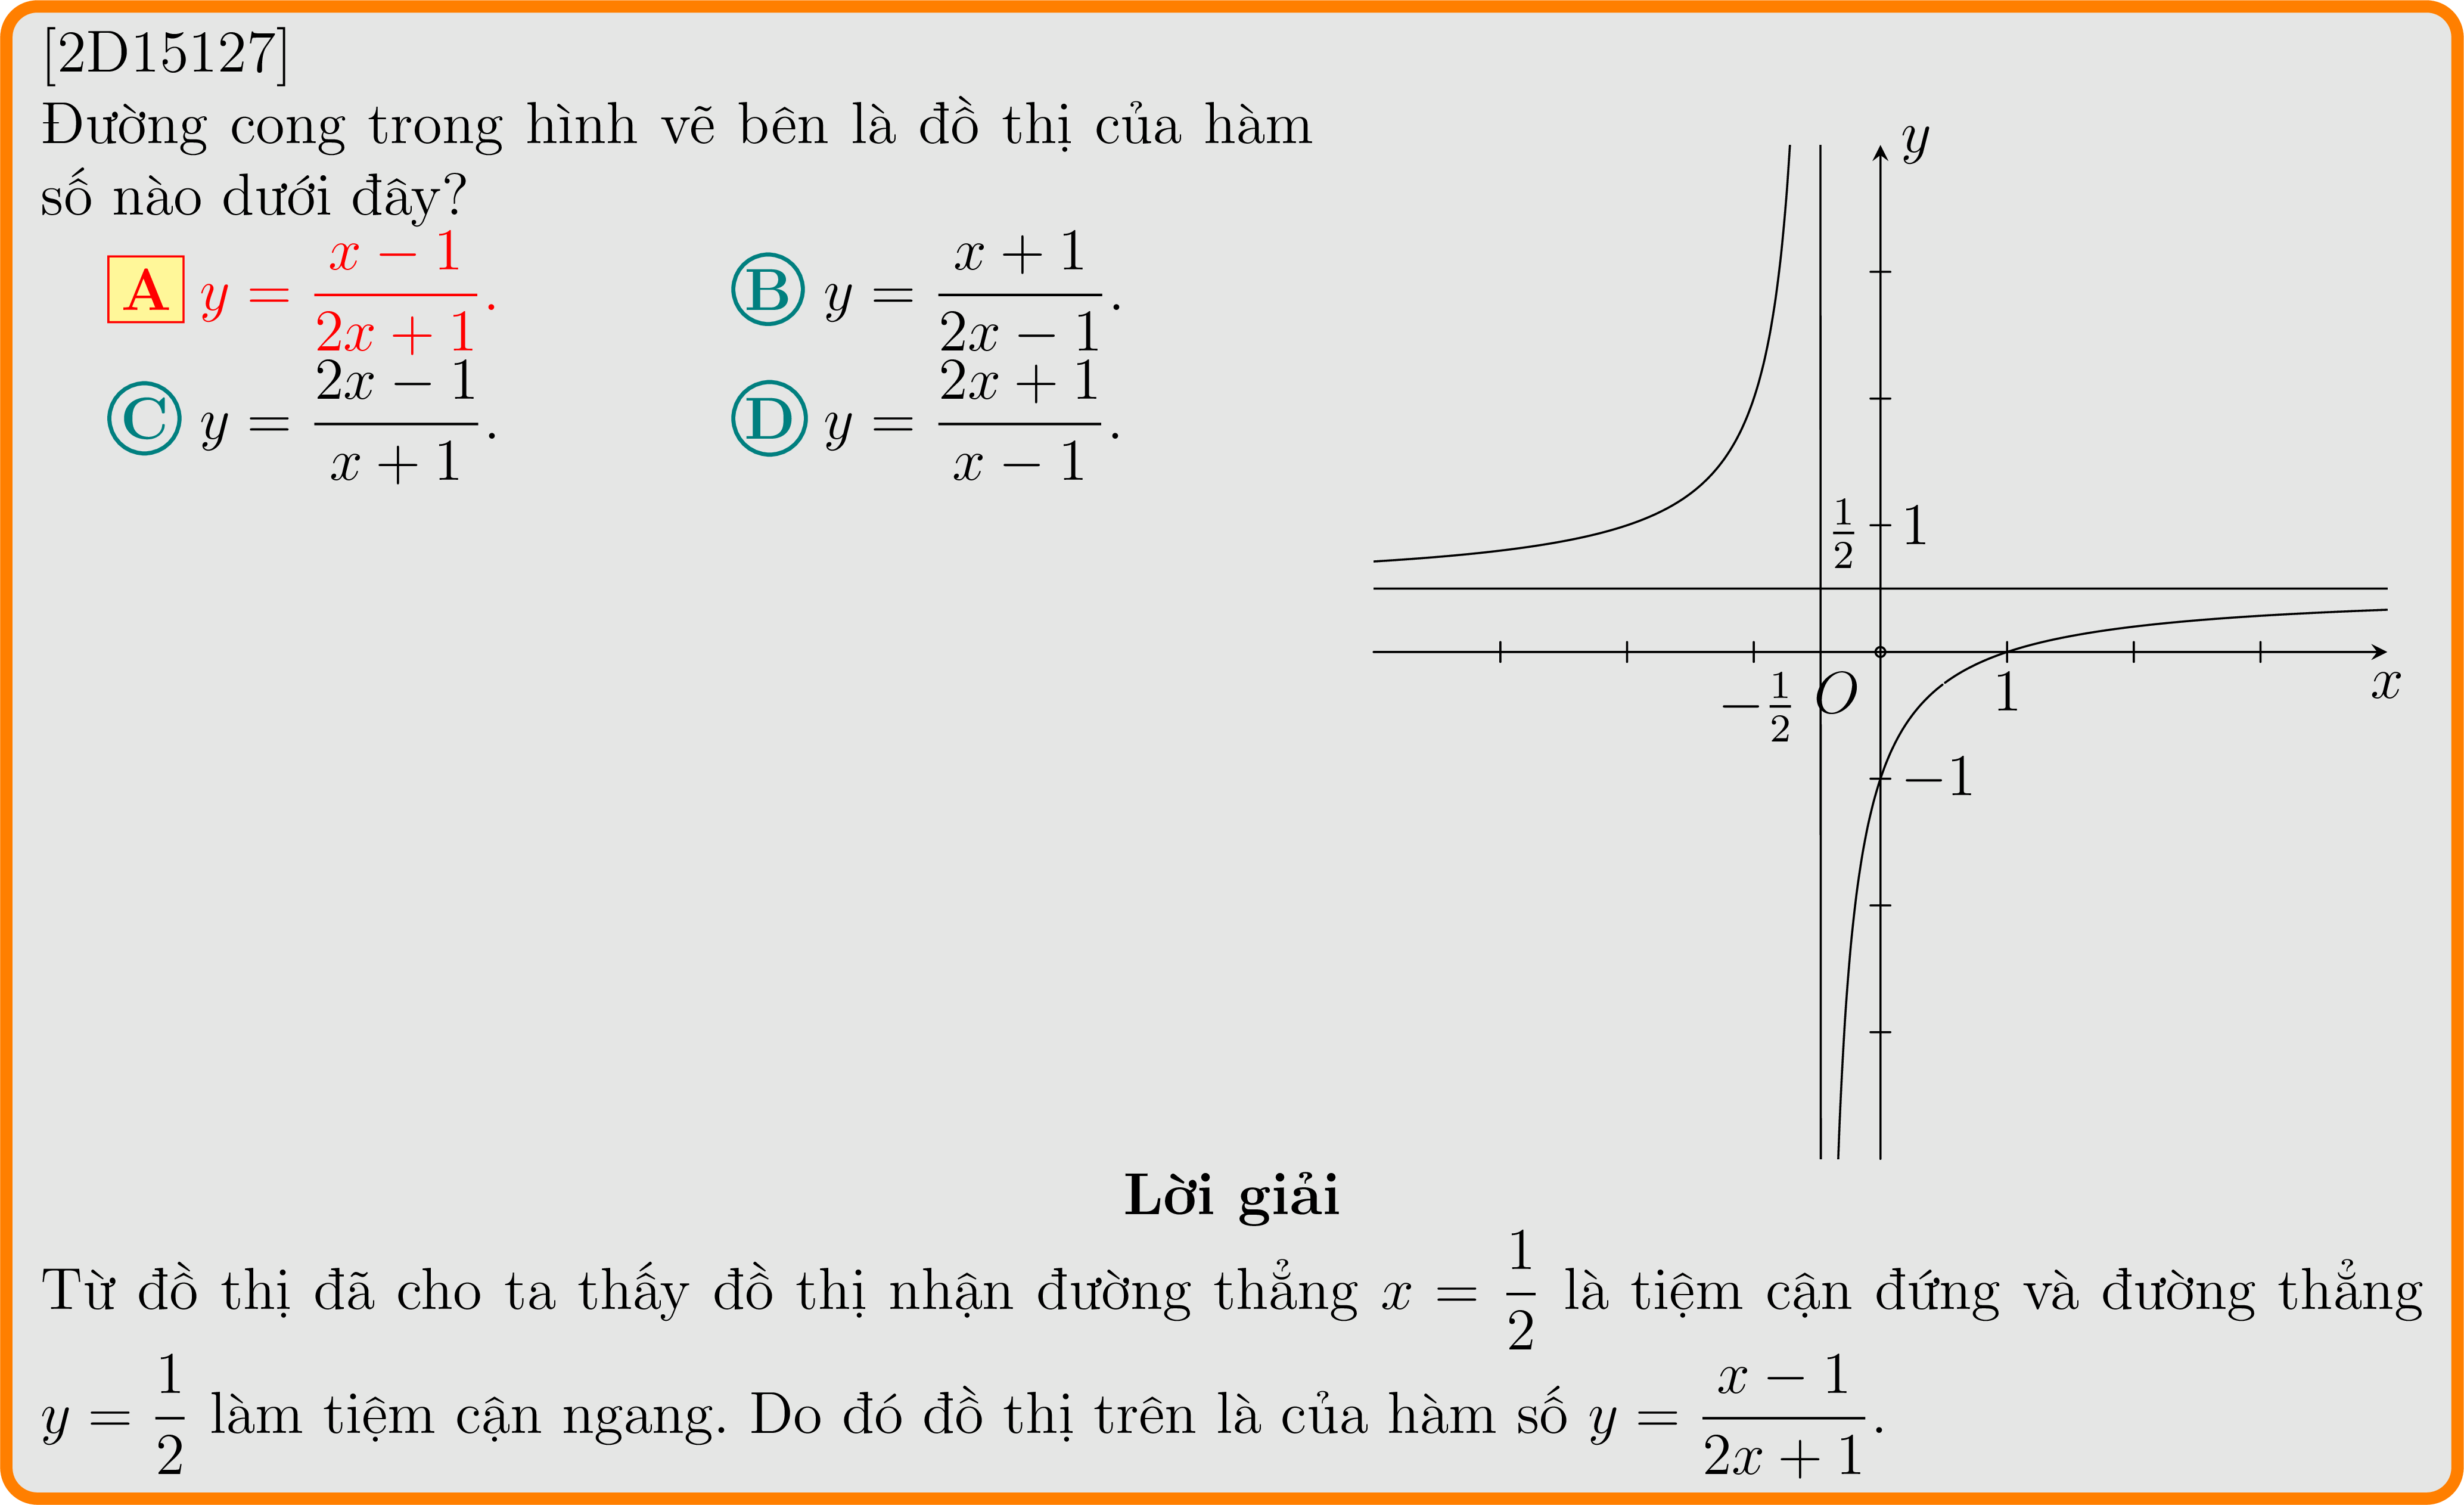 [2D15127]
Đường cong trong hình vẽ bên là đồ thị của hàm
số nào dưới đây?
A y = \frac{x − 1}{2x + 1}.
B y = \frac{x + 1}{2x − 1}.
C y = \frac{2x − 1}{x + 1}.
D y = \frac{2x + 1}{x − 1}.
y
\frac{1}{2} 1
x
−\frac{1}{2} O 1
−1
Lời giải
Từ đồ thị đã cho ta thấy đồ thị nhận đường thẳng x = \frac{1}{2} là tiệm cận đứng và đường thẳng
y = \frac{1}{2} làm tiệm cận ngang. Do đó đồ thị trên là của hàm số y = \frac{x − 1}{2x + 1}.